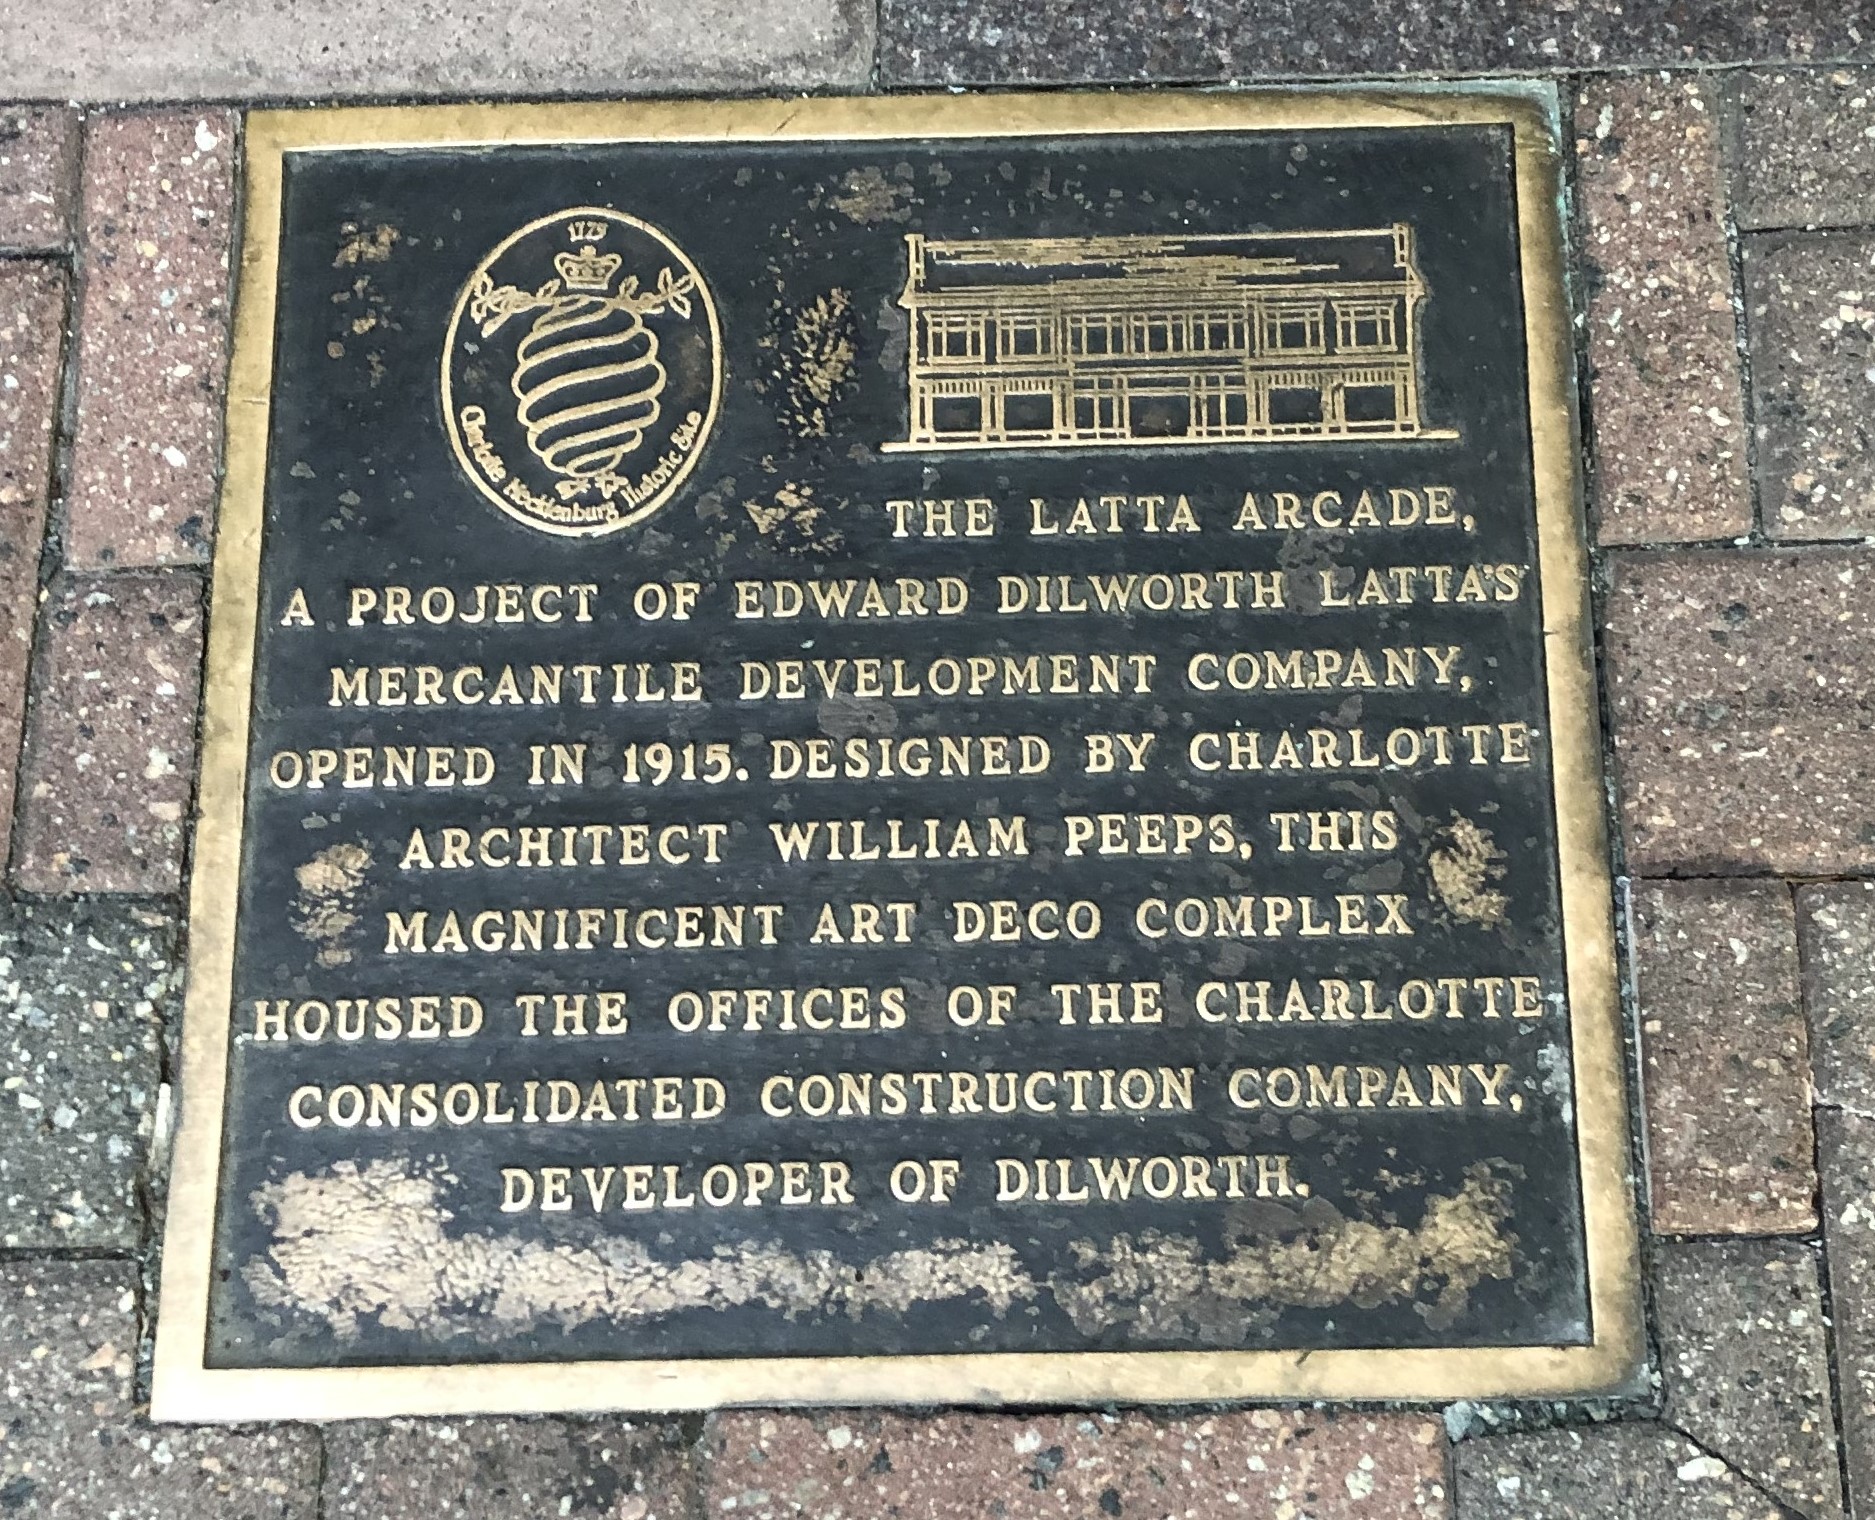 1775
Charlotte Mecklenburg Historic Site
THE LATTA ARCADE,
A PROJECT OF EDWARD DILWORTH LATTA'S
MERCANTILE DEVELOPMENT COMPANY,
OPENED IN 1915. DESIGNED BY CHARLOTTE
ARCHITECT WILLIAM PEEPS, THIS
MAGNIFICENT ART DECO COMPLEX
HOUSED THE OFFICES OF THE CHARLOTTE
CONSOLIDATED CONSTRUCTION COMPANY,
DEVELOPER OF DILWORTH.